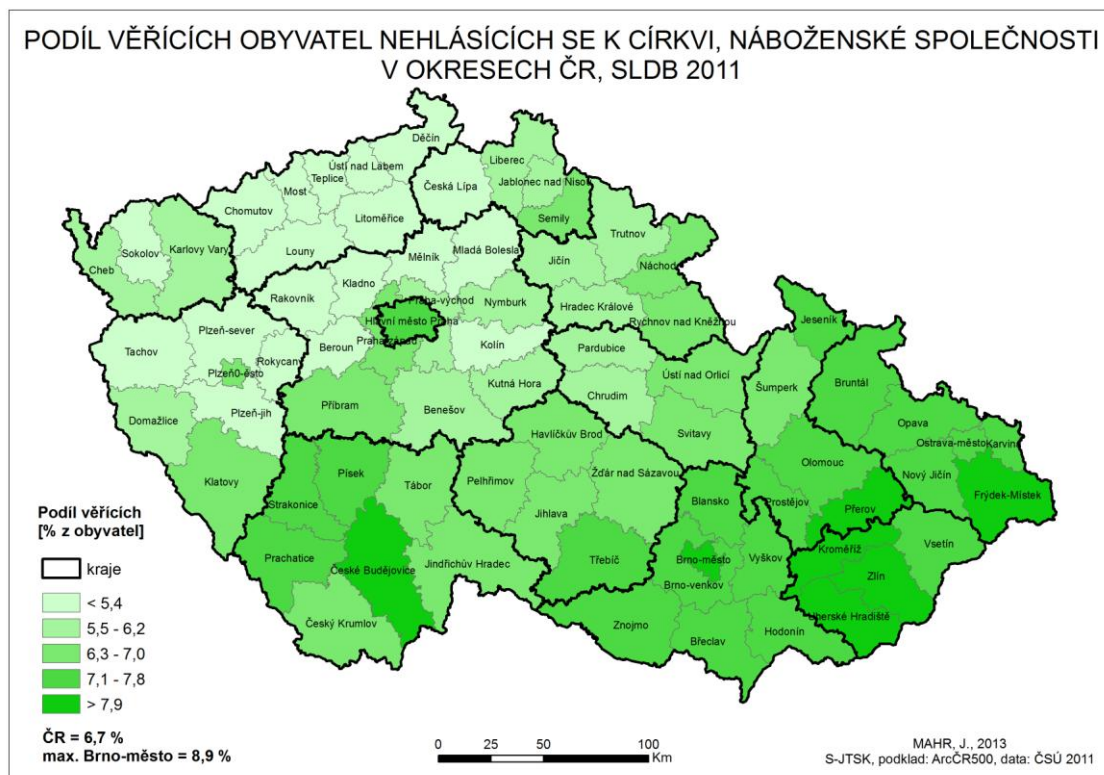 PODÍL VĚŘÍCÍCH OBYVATEL NEHLÁSÍCÍCH SE K CÍRKVI, NÁBOŽENSKÉ SPOLEČNOSTI
V OKRESECH ČR, SLDB 2011
Děčín
Ústí nad Labem
Teplice
Most
Chomutov
Litoměřice
Louny
Česká Lípa
Liberec
Jablonec nad Nisou
Semily
Trutnov
Náchod
Jičín
Hradec Králové
Rychnov nad Kněžnou
Cheb
Sokolov
Karlovy Vary
Rakovník
Kladno
Mělník
Mladá Bolesla
Praha-východ
Nymburk
Hlavní město Praha
Praha-západ
Beroun
Kolín
Kutná Hora
Benešov
Příbram
Tachov
Plzeň-sever
Rokycany
Plzeň0-ěsto
Plzeň-jih
Domažlice
Klatovy
Pardubice
Chrudim
Ústí nad Orlicí
Svitavy
Jeseník
Šumperk
Bruntál
Opava
Ostrava-město
Karviná
Nový Jičín
Frýdek-Místek
Olomouc
Prostějov
Přerov
Písek
Strakonice
Tábor
Prachatice
České Budějovice
Jindřichův Hradec
Český Krumlov
Havlíčkův Brod
Pelhřimov
Žďár nad Sázavou
Jihlava
Třebíč
Blansko
Brno-město
Brno-venkov
Vyškov
Znojmo
Břeclav
Hodonín
Kroměříž
Zlín
Vsetín
Uherské Hradiště
Podíl věřících
[% z obyvatel]
kraje
< 5,4
5,5 - 6,2
6,3 - 7,0
7,1 - 7,8
> 7,9
ČR = 6,7 %
max. Brno-město = 8,9 %
0 25 50 100
Km
MAHR, J., 2013
S-JTSK, podklad: ArcČR500, data: ČSÚ 2011